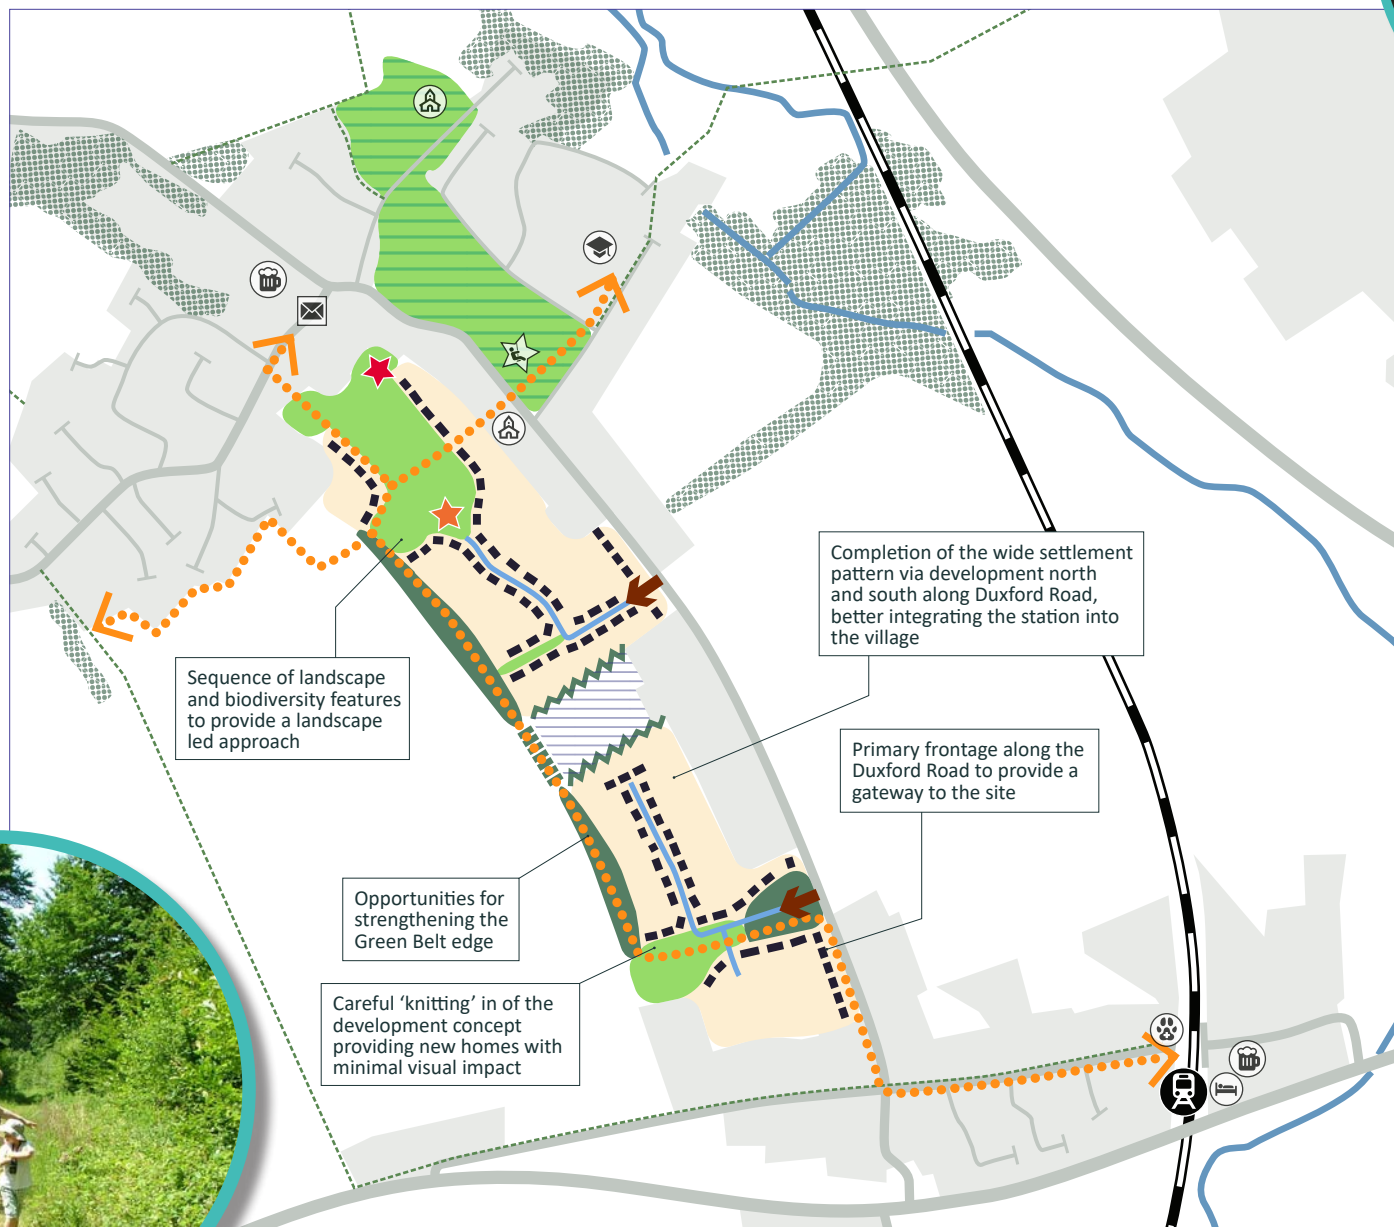 Completion of the wide settlement
pattern via development north
and south along Duxford Road,
better integrating the station into
the village
Sequence of landscape
and biodiversity features
to provide a landscape
led approach
Primary frontage along the
Duxford Road to provide a
gateway to the site
Opportunities for
strengthening the
Green Belt edge
Careful ‘knitting’ in of the
development concept
providing new homes with
minimal visual impact